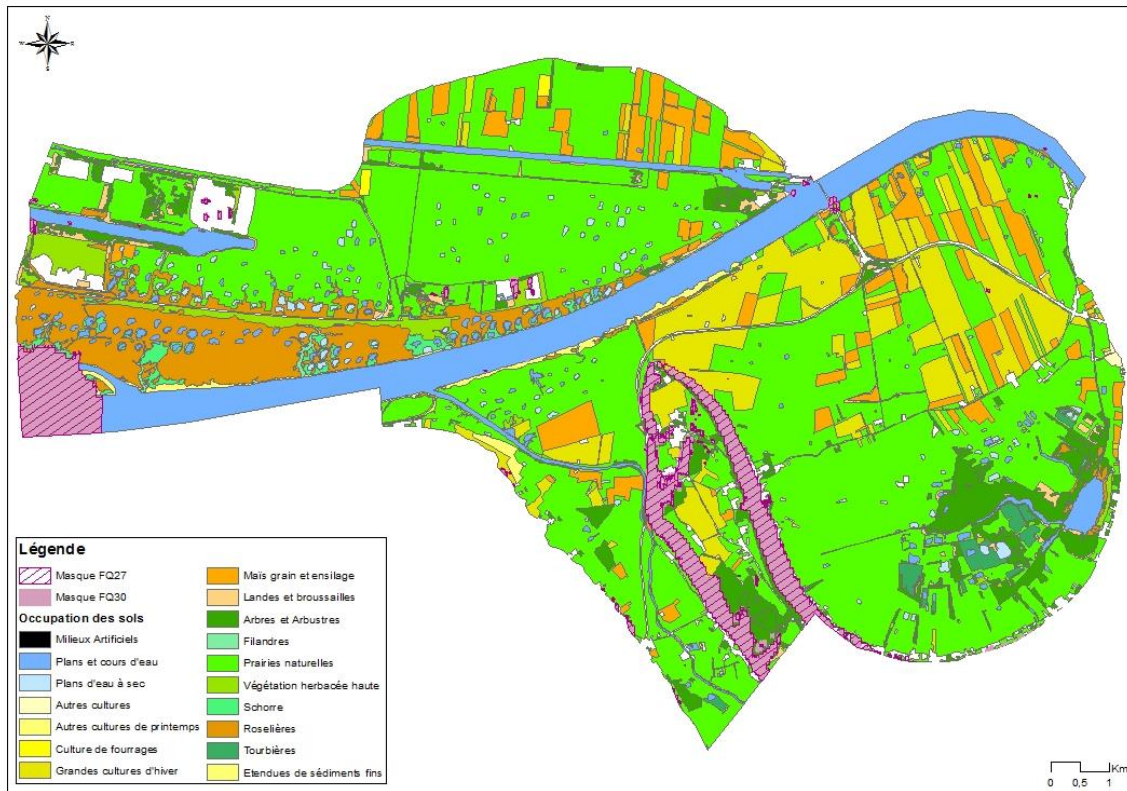 N
W E
S
Légende
Masque FQ27
Masque FQ30
Occupation des sols
Milieux Artificiels
Plans et cours d'eau
Plans d'eau à sec
Autres cultures
Autres cultures de printemps
Culture de fourrages
Grandes cultures d'hiver
Maïs grain et ensilage
Landes et broussailles
Arbres et Arbustres
Filandres
Prairies naturelles
Végétation herbacée haute
Schorre
Roselières
Tourbières
Etendues de sédiments fins
Km
0 0,5 1